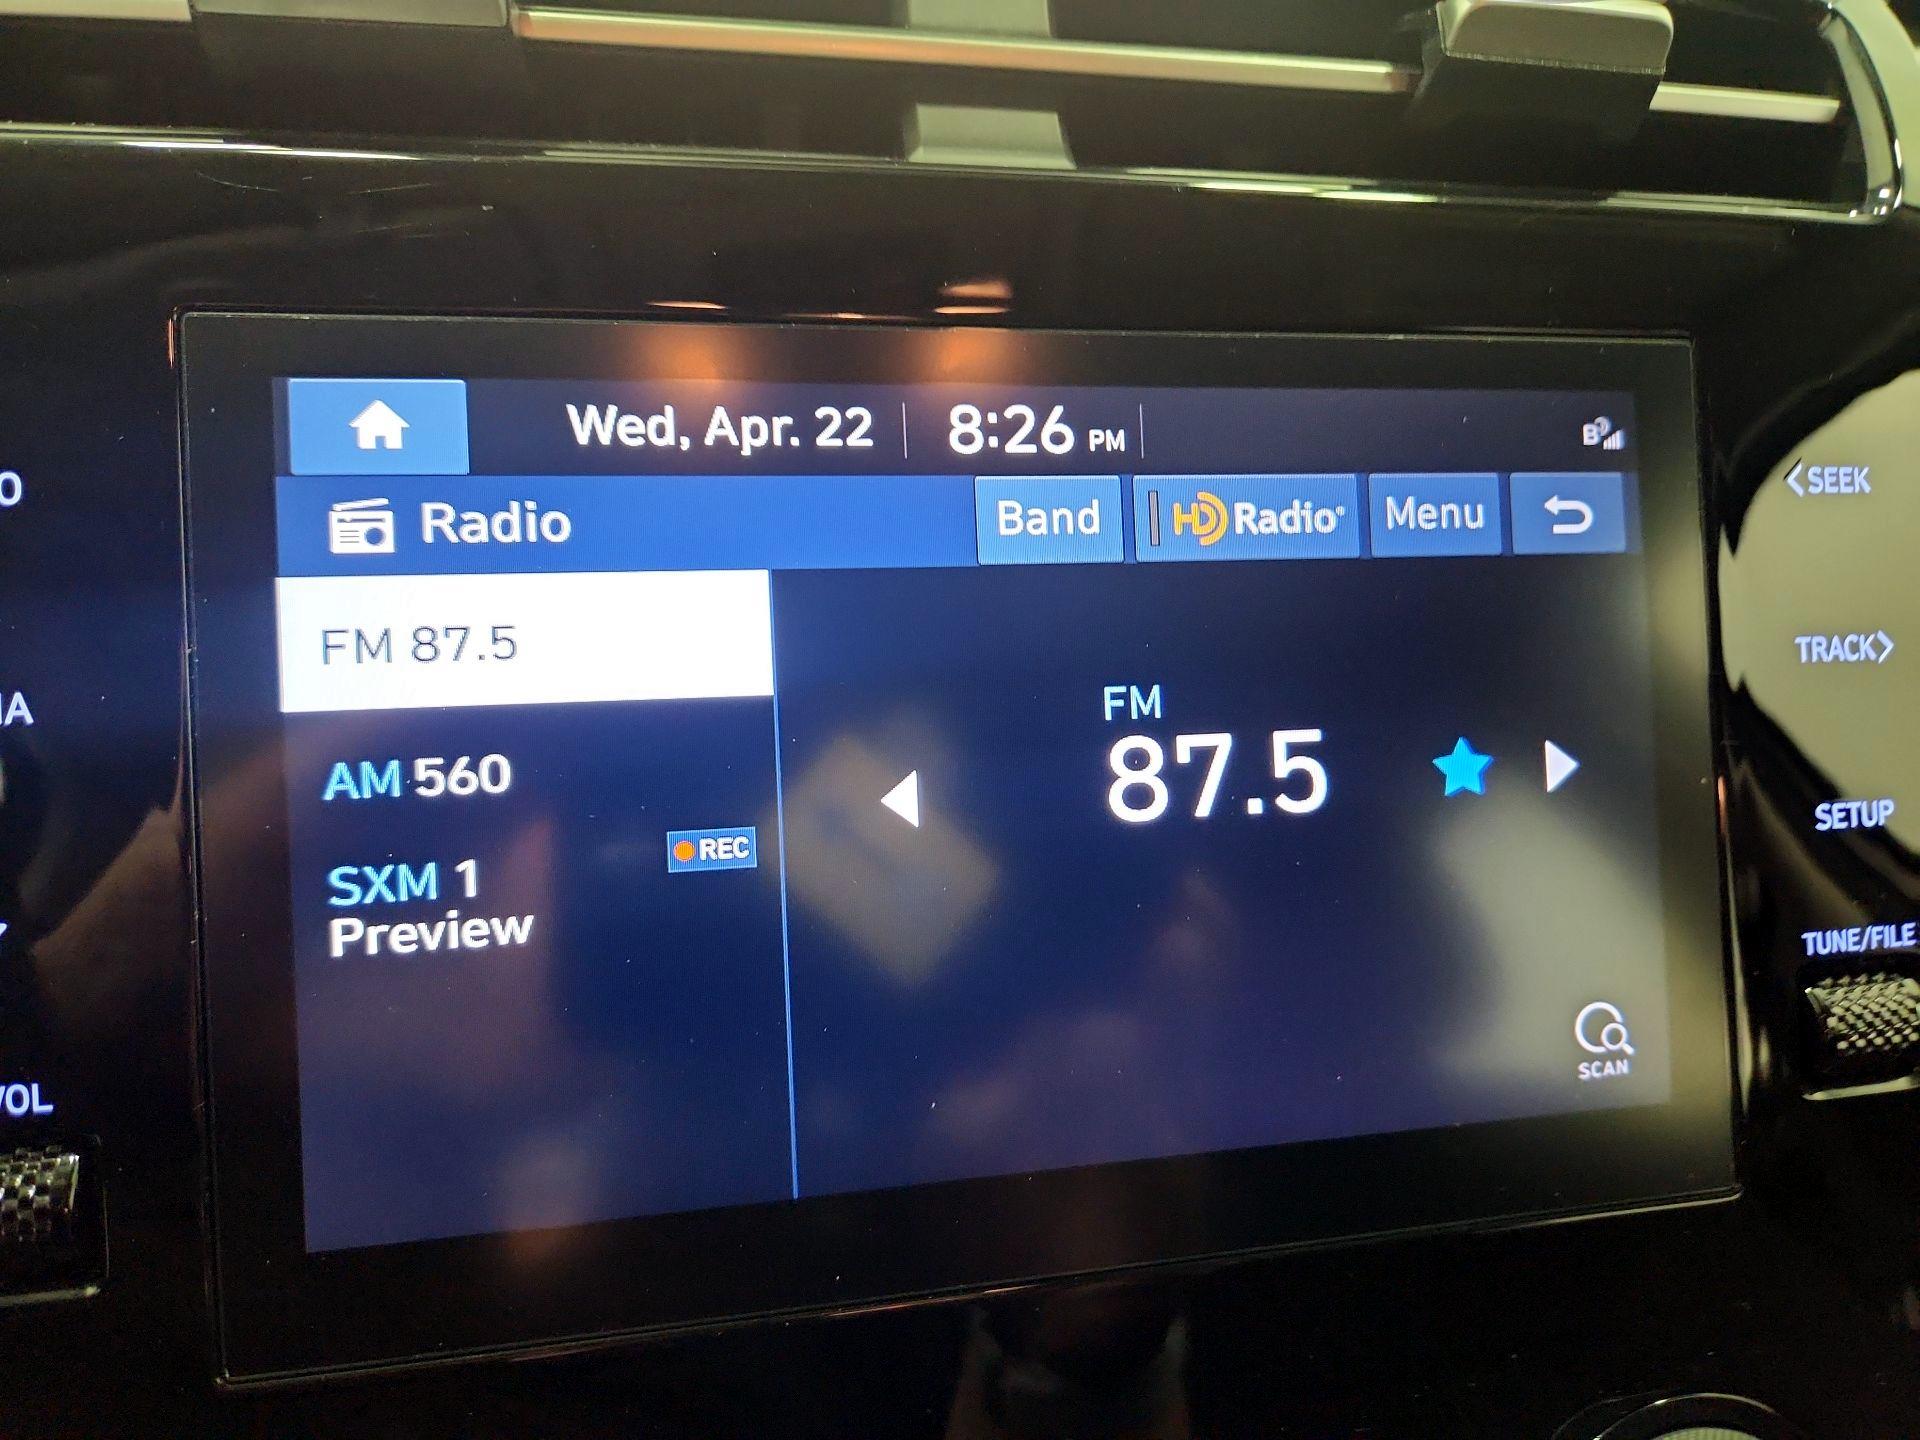 Wed, Apr. 22 8:26 PM
Radio Band HD Radio Menu
FM 87.5
AM 560
REC
SXM 1
Preview
FM
87.5
SCAN
SEEK
TRACK
SETUP
TUNE/FILE
VOL